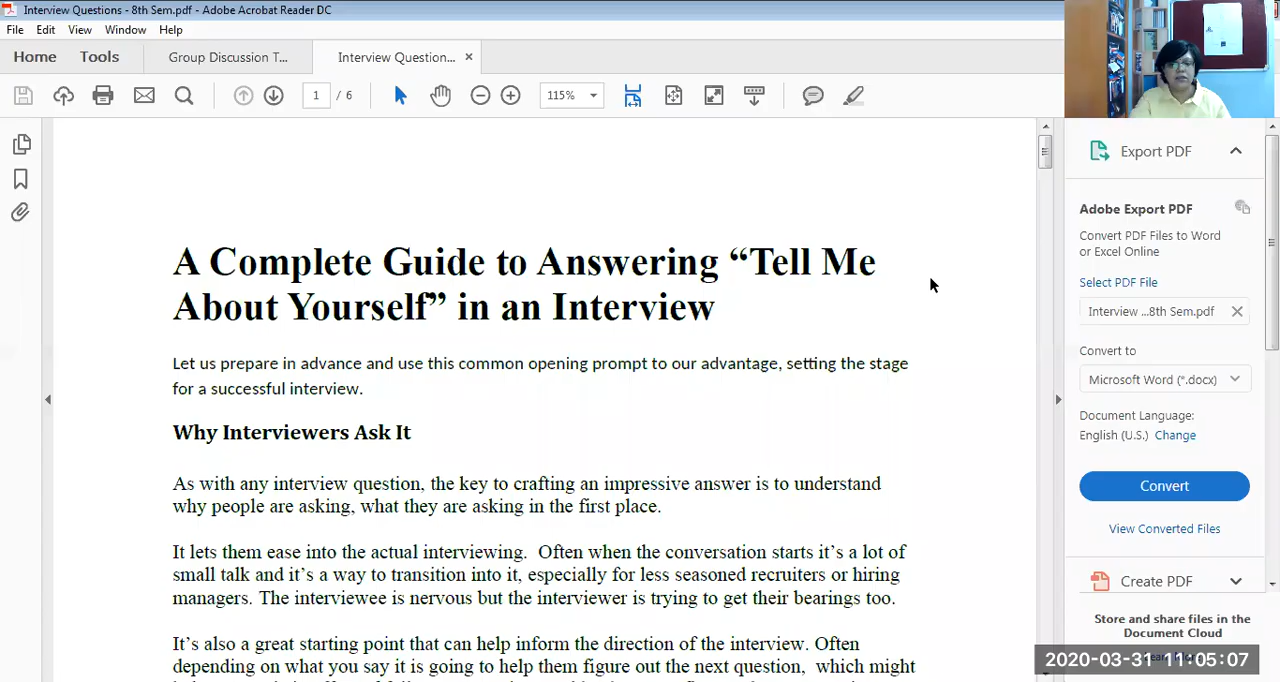 Interview Questions - 8th Sem.pdf - Adobe Acrobat Reader DC
File Edit View Window Help
Home Tools Group Discussion T... Interview Question... ×
1 / 6 115%
Export PDF
Adobe Export PDF
Convert PDF Files to Word
or Excel Online
Select PDF File
Interview ...8th Sem.pdf
Convert to
Microsoft Word (*.docx)
Document Language:
English (U.S.) Change
Convert
View Converted Files
Create PDF
Store and share files in the
Document Cloud
A Complete Guide to Answering “Tell Me
About Yourself” in an Interview
Let us prepare in advance and use this common opening prompt to our advantage, setting the stage
for a successful interview.
Why Interviewers Ask It
As with any interview question, the key to crafting an impressive answer is to understand
why people are asking, what they are asking in the first place.
It lets them ease into the actual interviewing. Often when the conversation starts it’s a lot of
small talk and it’s a way to transition into it, especially for less seasoned recruiters or hiring
managers. The interviewee is nervous but the interviewer is trying to get their bearings too.
It’s also a great starting point that can help inform the direction of the interview. Often
depending on what you say it is going to help them figure out the next question, which might
2020-03-31 11:05:07